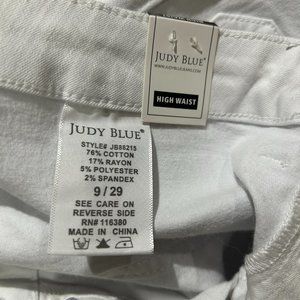 JUDY BLUE®
WWW.JUDYBLUEJEANS.COM
HIGH WAIST
JUDY BLUE®
STYLE# JB88215
76% COTTON
17% RAYON
5% POLYESTER
2% SPANDEX
9 / 29
SEE CARE ON
REVERSE SIDE
RN# 116380
MADE IN CHINA